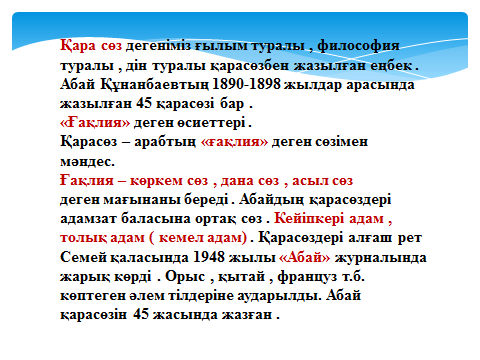 Қара сөз дегеніміз ғылым туралы , философия
туралы , дін туралы қарасөзбен жазылған еңбек .
Абай Құнанбаевтың 1890-1898 жылдар арасында
жазылған 45 қарасөзі бар .
«Ғақлия» деген өсиеттері .
Қарасөз – арабтың «ғақлия» деген сөзімен
мәндес.
Ғақлия – көркем сөз , дана сөз , асыл сөз
деген мағынаны береді . Абайдың қарасөздері
адамзат баласына ортақ сөз . Кейіпкері адам ,
толық адам ( кемел адам) . Қарасөздері алғаш рет
Семей қаласында 1948 жылы «Абай» журналында
жарық көрді . Орыс , қытай , француз т.б.
көптеген әлем тілдеріне аударылды. Абай
қарасөзін 45 жасында жазған .